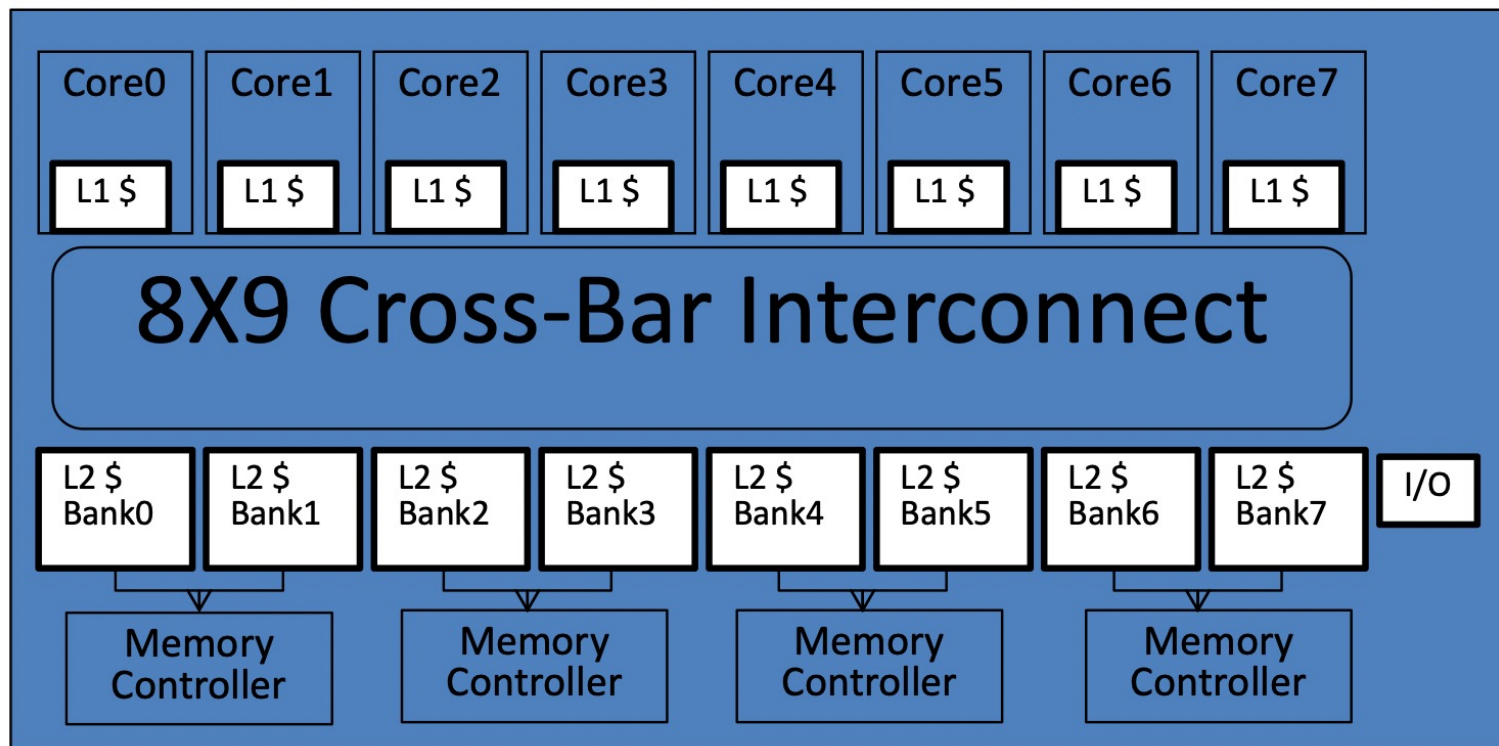 Core0 Core1 Core2 Core3 Core4 Core5 Core6 Core7
L1 $ L1 $ L1 $ L1 $ L1 $ L1 $ L1 $ L1 $
8X9 Cross-Bar Interconnect
L2 $
Bank0
L2 $
Bank1
L2 $
Bank2
L2 $
Bank3
L2 $
Bank4
L2 $
Bank5
L2 $
Bank6
L2 $
Bank7
I/O
Memory
Controller
Memory
Controller
Memory
Controller
Memory
Controller